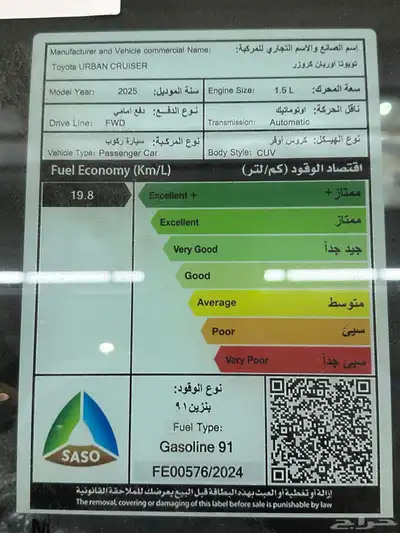 إسم الصانع والاسم التجاري للمركبة:
Manufacturer and Vehicle commercial Name:
تويوتا اوربان كروزر
Toyota URBAN CRUISER
Model Year: 2025 سنة الموديل:
Engine Size: 1.5 L سعة المحرك:
نوع الدفع: دفع امامي
Drive Line: FWD
ناقل الحركة: أوتوماتيك
Transmission: Automatic
نوع المركبة: سيارة ركوب
Vehicle Type: Passenger Car
نوع الهيكل: كروس أوفر
Body Style: CUV
Fuel Economy (Km/L) اقتصاد الوقود (كم/لتر)
19.8
Excellent + ممتاز+
Excellent ممتاز
Very Good جيد جداً
Good جيد
Average متوسط
Poor سيئ
Very Poor سيئ جداً
SASO
نوع الوقود:
بنزين ٩١
Fuel Type:
Gasoline 91
FE00576/2024
إزالة أو تغطية أو العبث بهذه البطاقة قبل البيع يعرضك للملاحقة القانونية
The removal, covering or damaging of this label before sale is punishable by law
M
حراج